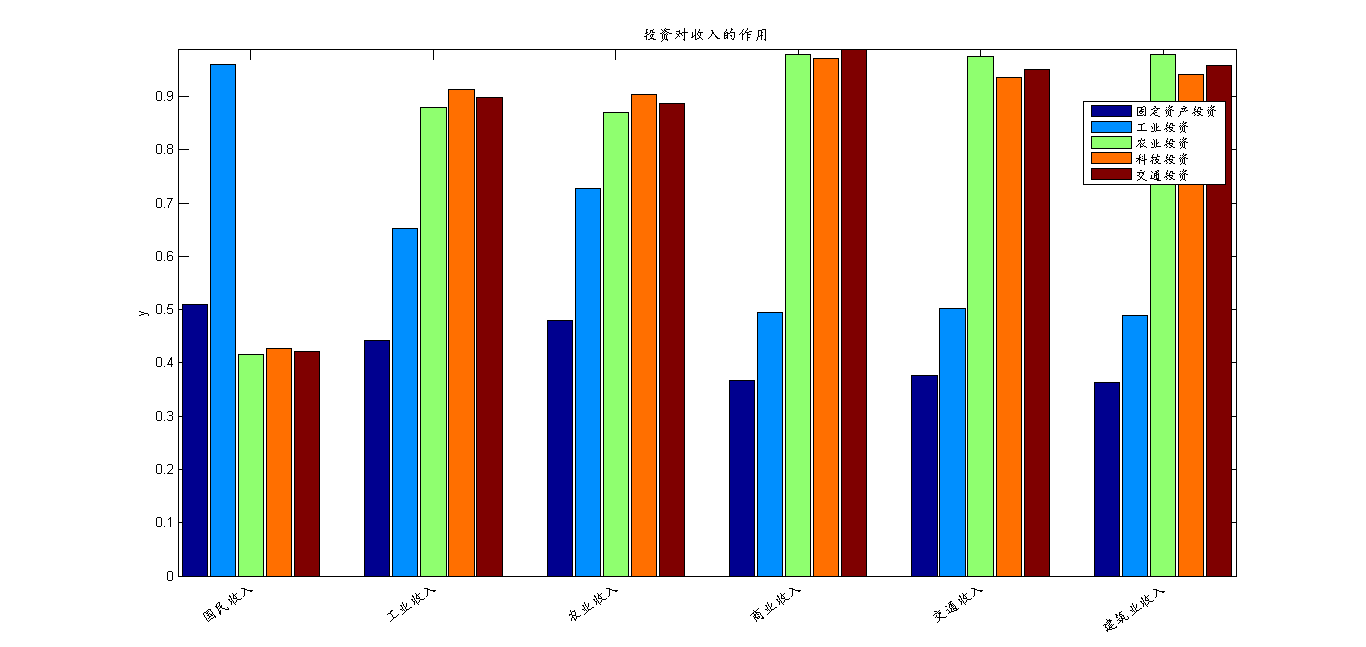 投资对收入的作用
0.9
0.8
0.7
0.6
0.5
0.4
0.3
0.2
0.1
0
y
固定资产投资
工业投资
农业投资
科技投资
交通投资
国民收入
工业收入
农业收入
商业收入
交通收入
建筑业收入